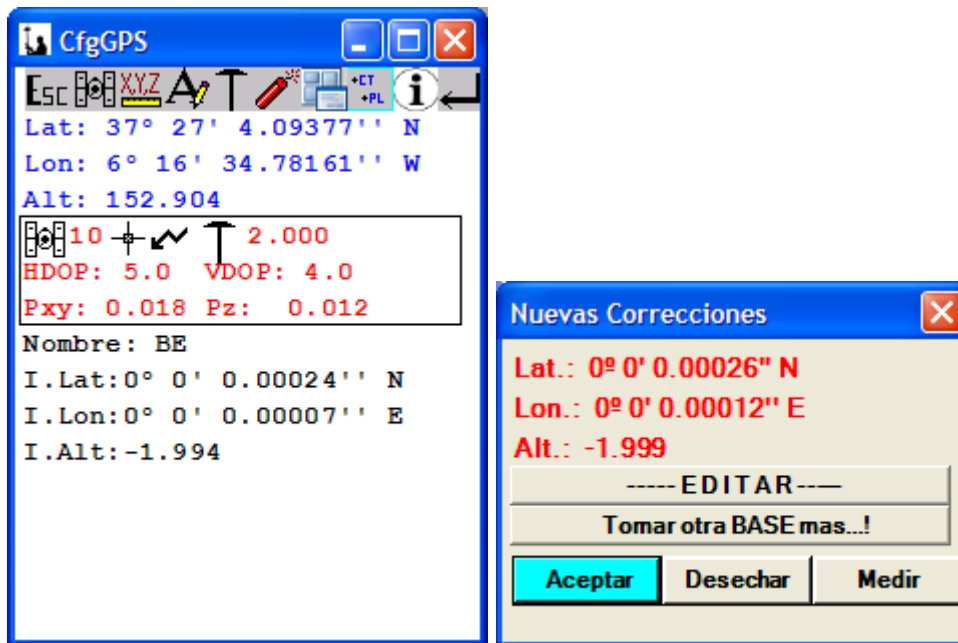 CfgGPS
Esc X,Y,Z A +CT +PL i
Lat: 37° 27' 4.09377'' N
Lon: 6° 16' 34.78161'' W
Alt: 152.904
10 2.000
HDOP: 5.0 VDOP: 4.0
Pxy: 0.018 Pz: 0.012
Nombre: BE
I.Lat:0° 0' 0.00024'' N
I.Lon:0° 0' 0.00007'' E
I.Alt:-1.994
Nuevas Correcciones
Lat.: 0º 0' 0.00026'' N
Lon.: 0º 0' 0.00012'' E
Alt.: -1.999
-----EDITAR-----
Tomar otra BASE mas...!
Aceptar Desechar Medir